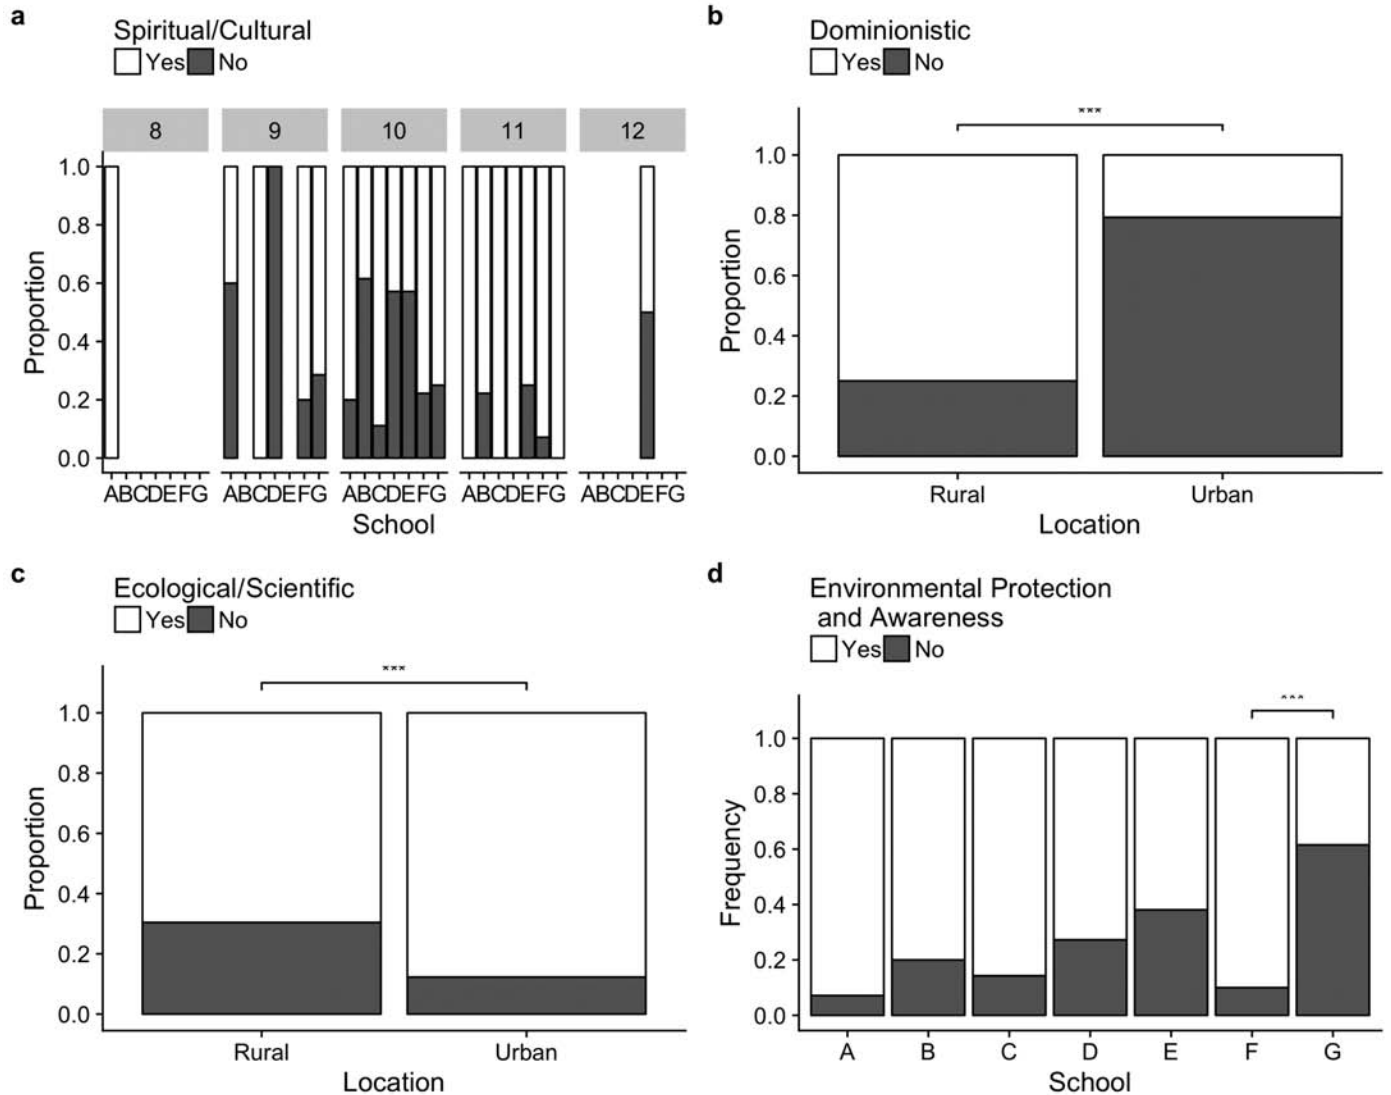 a
Spiritual/Cultural
Yes No
8 9 10 11 12
1.0
0.8
0.6
0.4
0.2
0.0
Proportion
ABCDEFG ABCDEFG ABCDEFG ABCDEFG ABCDEFG
School
b
Dominionistic
Yes No
***
1.0
0.8
0.6
0.4
0.2
0.0
Proportion
Rural Urban
Location
c
Ecological/Scientific
Yes No
***
1.0
0.8
0.6
0.4
0.2
0.0
Proportion
Rural Urban
Location
d
Environmental Protection
and Awareness
Yes No
1.0
0.8
0.6
0.4
0.2
0.0
Frequency
A B C D E F G
School